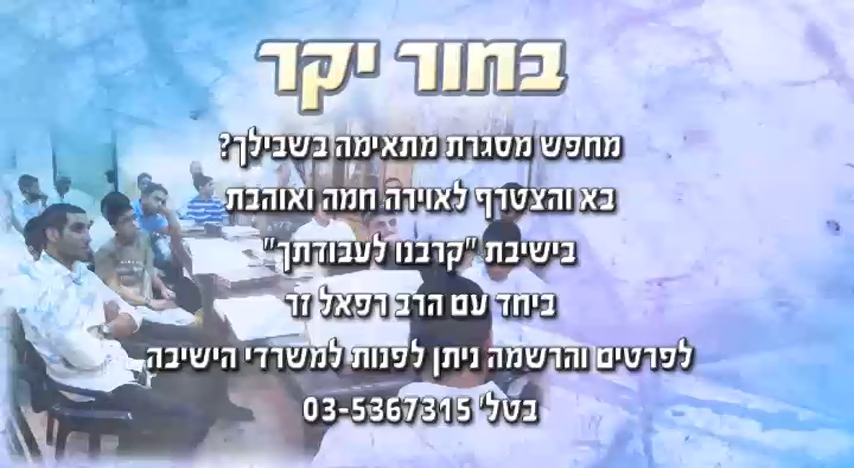 בחור יקר
מחפש מסגרת מתאימה בשבילך?
בא והצטרף לאוירה חמה ואוהבת
בישיבת "קרבנו לעבודתך"
ביחד עם הרב רפאל זר
לפרטים והרשמה ניתן לפנות למשרדי הישיבה
בטל' 03-5367315